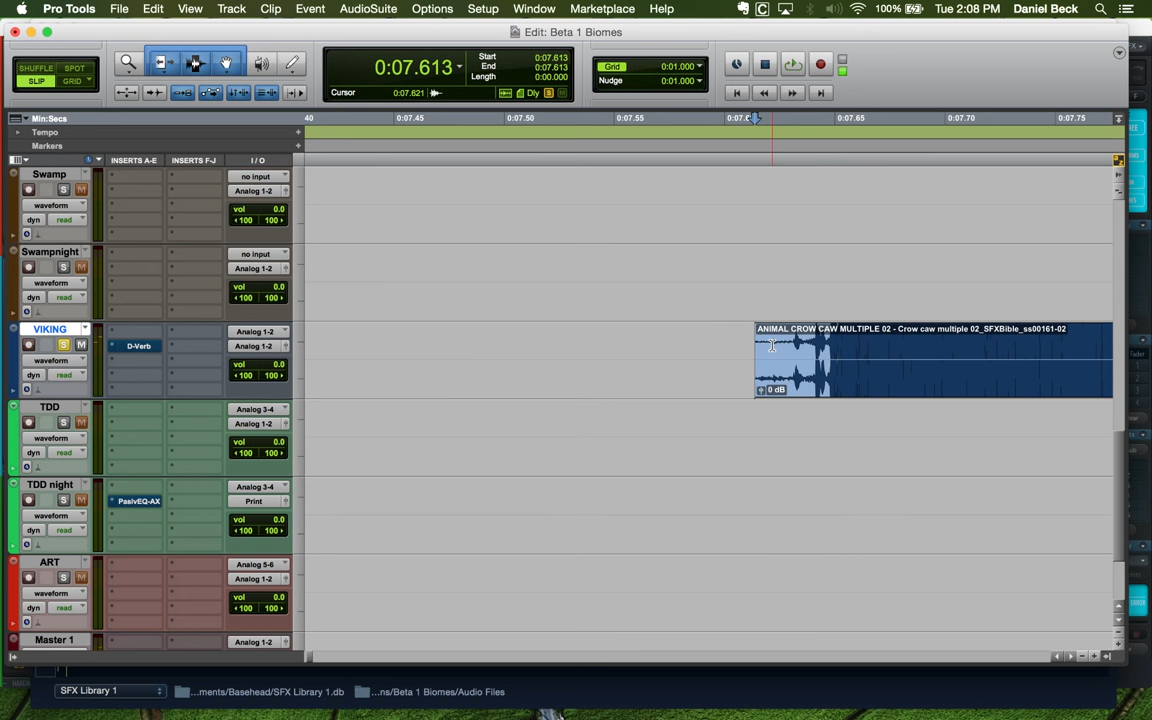 Pro Tools File Edit View Track Clip Event AudioSuite Options Setup Window Marketplace Help 100% Tue 2:08 PM Daniel Beck
Edit: Beta 1 Biomes
SHUFFLE SPOT
SLIP GRID
0:07.613
Start 0:07.613
End 0:07.613
Length 0:00.000
Cursor 0:07.621 Dly S M
Grid 0:01.000
Nudge 0:01.000
Min:Secs 40 0:07.45 0:07.50 0:07.55 0:07.6 0:07.65 0:07.70 0:07.75
Tempo
Markers
INSERTS A-E INSERTS F-J I / O
Swamp no input
S M Analog 1-2
waveform vol 0.0
dyn read 100 100
Swampnight no input
S M Analog 1-2
waveform vol 0.0
dyn read 100 100
VIKING Analog 1-2 ANIMAL CROW CAW MULTIPLE 02 - Crow caw multiple 02_SFXBible_ss00161-02
S M D-Verb Analog 1-2
waveform vol 0.0
dyn read 100 100 0 dB
TDD Analog 3-4
S M Analog 1-2
waveform vol 0.0
dyn read 100 100
TDD night Analog 3-4
S M PasivEQ-AX Print
waveform vol 0.0
dyn read 100 100
ART Analog 5-6
S M Analog 1-2
waveform vol 0.0
dyn read 100 100
Master 1 Analog 1-2
SFX Library 1 ...ments/Basehead/SFX Library 1.db ...ns/Beta 1 Biomes/Audio Files